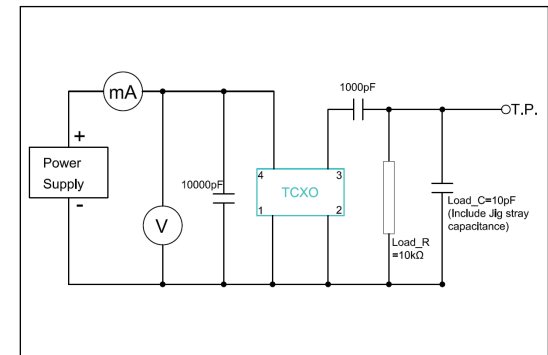 mA
1000pF
T.P.
+
Power
Supply
-
10000pF
V
4
3
TCXO
1
2
Load_C=10pF
(Include Jig stray
capacitance)
Load_R
=10kΩ